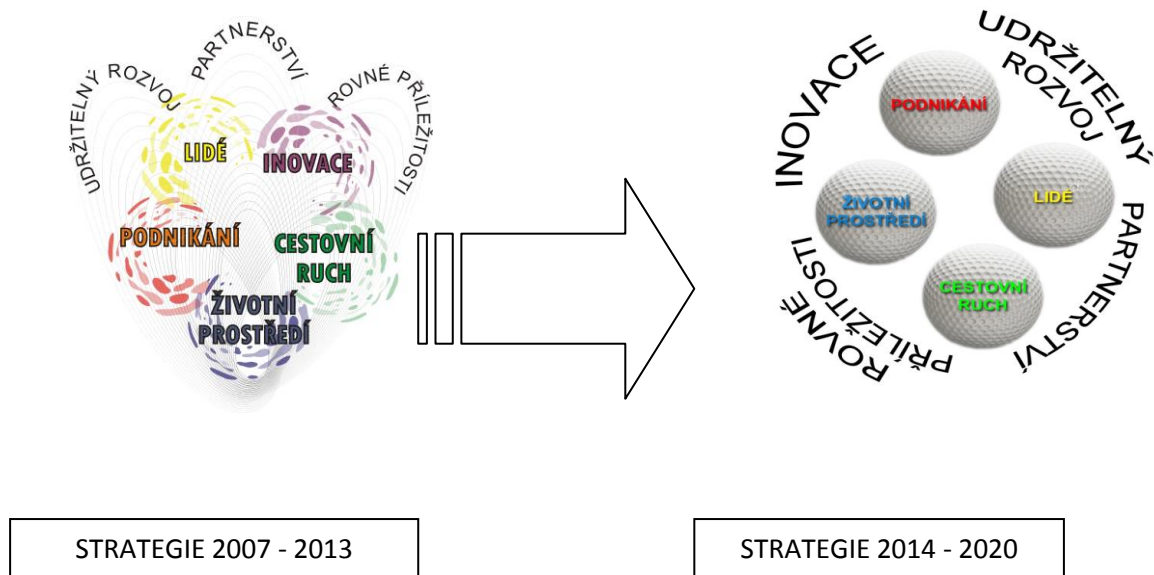 UDRŽITELNÝ ROZVOJ
PARTNERSTVÍ
ROVNÉ PŘÍLEŽITOSTI
LIDÉ
INOVACE
PODNIKÁNÍ
CESTOVNÍ
RUCH
ŽIVOTNÍ
PROSTŘEDÍ
INOVACE
UDRŽITELNÝ
ROZVOJ
PODNIKÁNÍ
ŽIVOTNÍ
PROSTŘEDÍ
LIDÉ
CESTOVNÍ
RUCH
PARTNERSTVÍ
ROVNÉ
PŘÍLEŽITOSTI
STRATEGIE 2007 - 2013
STRATEGIE 2014 - 2020